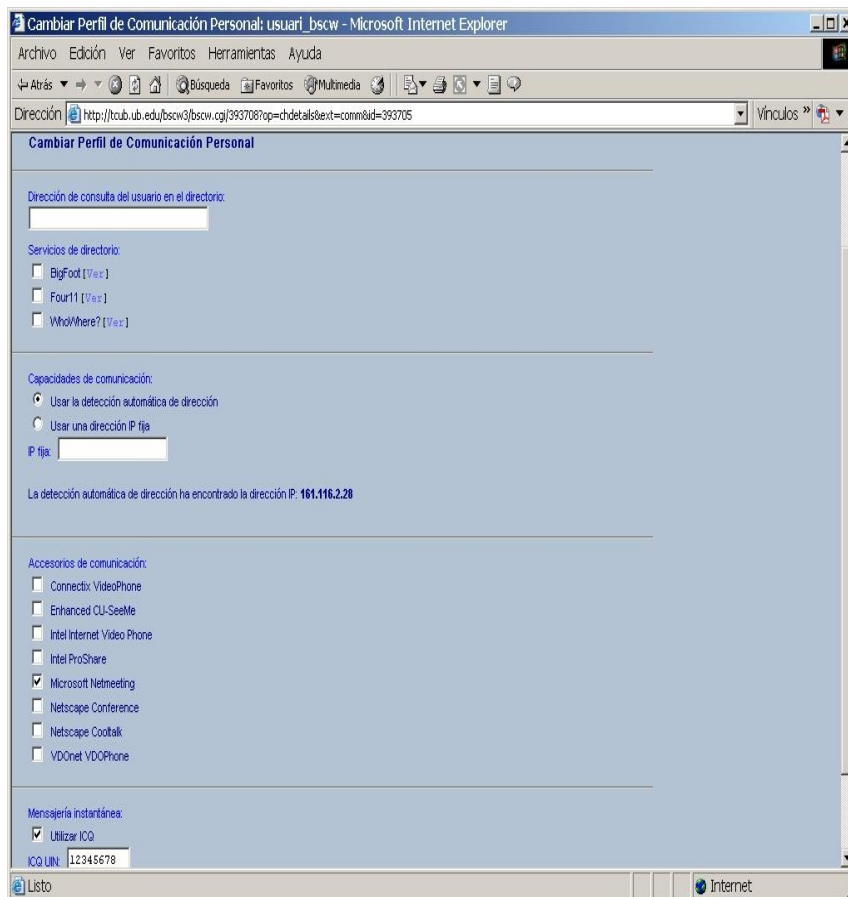 Cambiar Perfil de Comunicación Personal: usuari_bscw - Microsoft Internet Explorer
Archivo Edición Ver Favoritos Herramientas Ayuda
Atrás Búsqueda Favoritos Multimedia
Dirección http://tcub.ub.edu/bscw3/bscw.cgi/393708?op=chdetails&ext=comm&id=393705 Vínculos »
Cambiar Perfil de Comunicación Personal
Dirección de consulta del usuario en el directorio:
Servicios de directorio:
BigFoot [Ver]
Four11 [Ver]
WhoWhere? [Ver]
Capacidades de comunicación:
Usar la detección automática de dirección
Usar una dirección IP fija
IP fija:
La detección automática de dirección ha encontrado la dirección IP: 161.116.2.28
Accesorios de comunicación:
Connectix VideoPhone
Enhanced CU-SeeMe
Intel Internet Video Phone
Intel ProShare
Microsoft Netmeeting
Netscape Conference
Netscape Cooltalk
VDOnet VDOPhone
Mensajería instantánea:
Utilizar ICQ
ICQ UIN: 12345678
Listo Internet